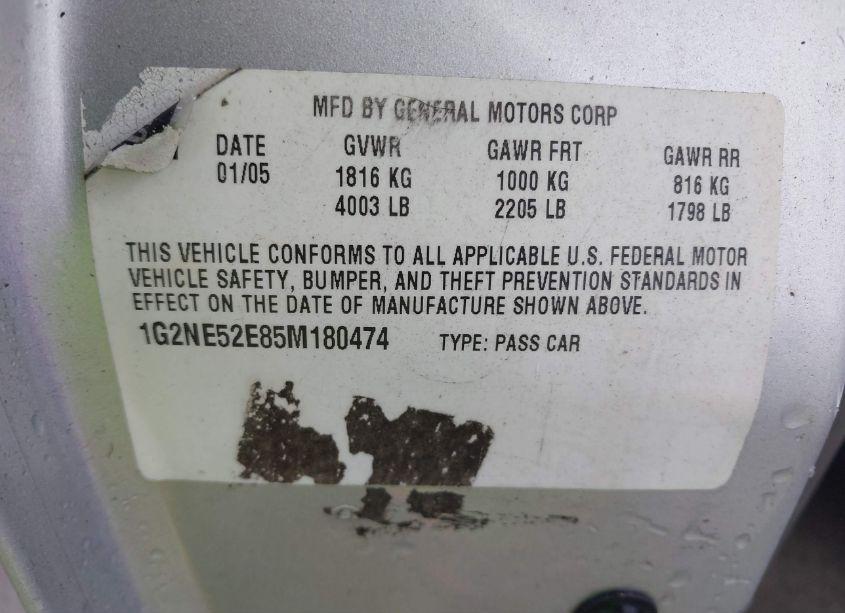 MFD BY GENERAL MOTORS CORP
DATE GVWR GAWR FRT GAWR RR
01/05 1816 KG 1000 KG 816 KG
4003 LB 2205 LB 1798 LB
THIS VEHICLE CONFORMS TO ALL APPLICABLE U.S. FEDERAL MOTOR
VEHICLE SAFETY, BUMPER, AND THEFT PREVENTION STANDARDS IN
EFFECT ON THE DATE OF MANUFACTURE SHOWN ABOVE.
1G2NE52E85M180474 TYPE: PASS CAR